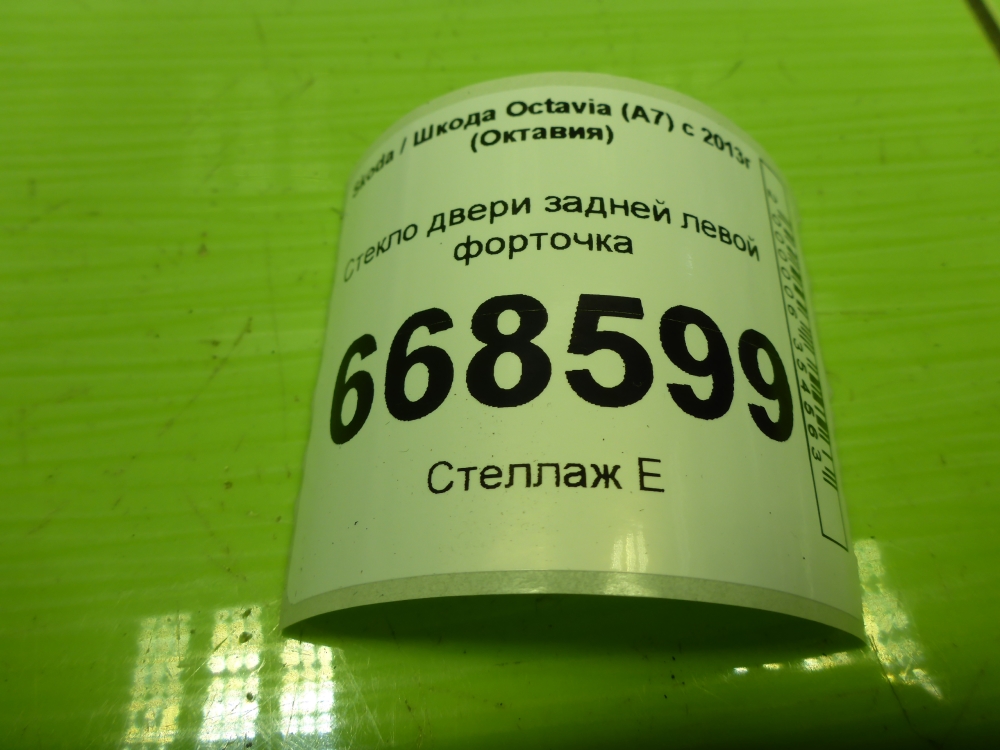 Skoda / Шкода Octavia (A7) с 2013г
(Октавия)
Стекло двери задней левой
форточка
668599
Стеллаж Е